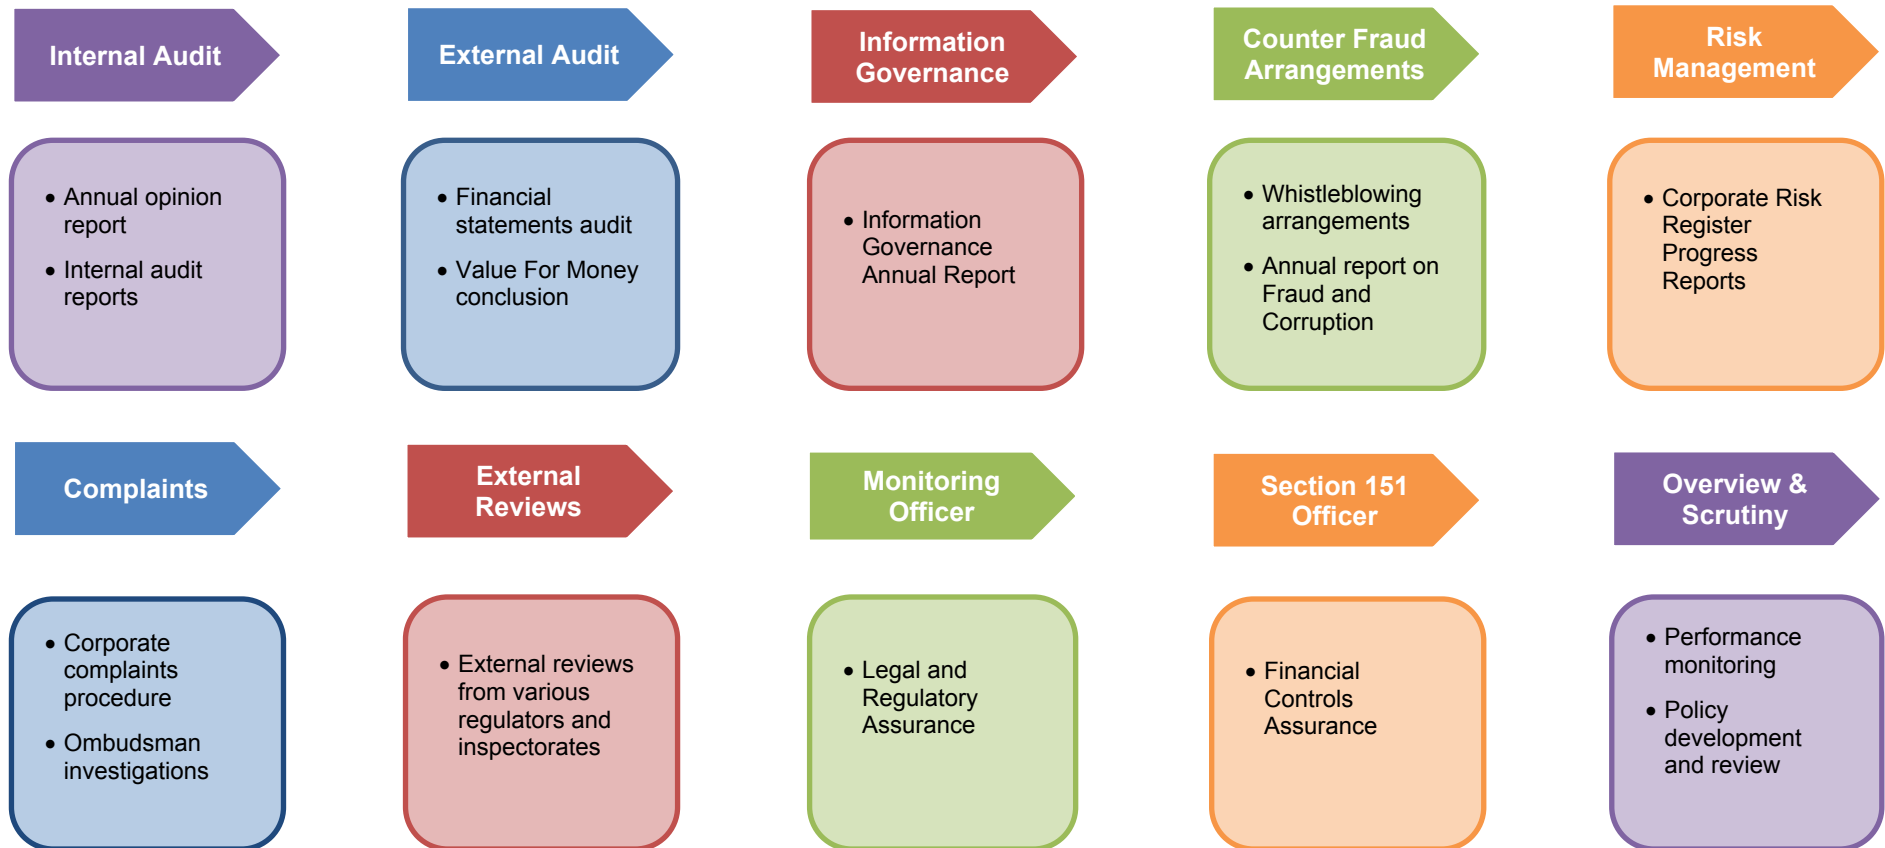 Internal Audit
External Audit
Information
Governance
Counter Fraud
Arrangements
Risk
Management
• Annual opinion
report
• Internal audit
reports
• Financial
statements audit
• Value For Money
conclusion
• Information
Governance
Annual Report
• Whistleblowing
arrangements
• Annual report on
Fraud and
Corruption
• Corporate Risk
Register
Progress
Reports
Complaints
External
Reviews
Monitoring
Officer
Section 151
Officer
Overview &
Scrutiny
• Corporate
complaints
procedure
• Ombudsman
investigations
• External reviews
from various
regulators and
inspectorates
• Legal and
Regulatory
Assurance
• Financial
Controls
Assurance
• Performance
monitoring
• Policy
development
and review